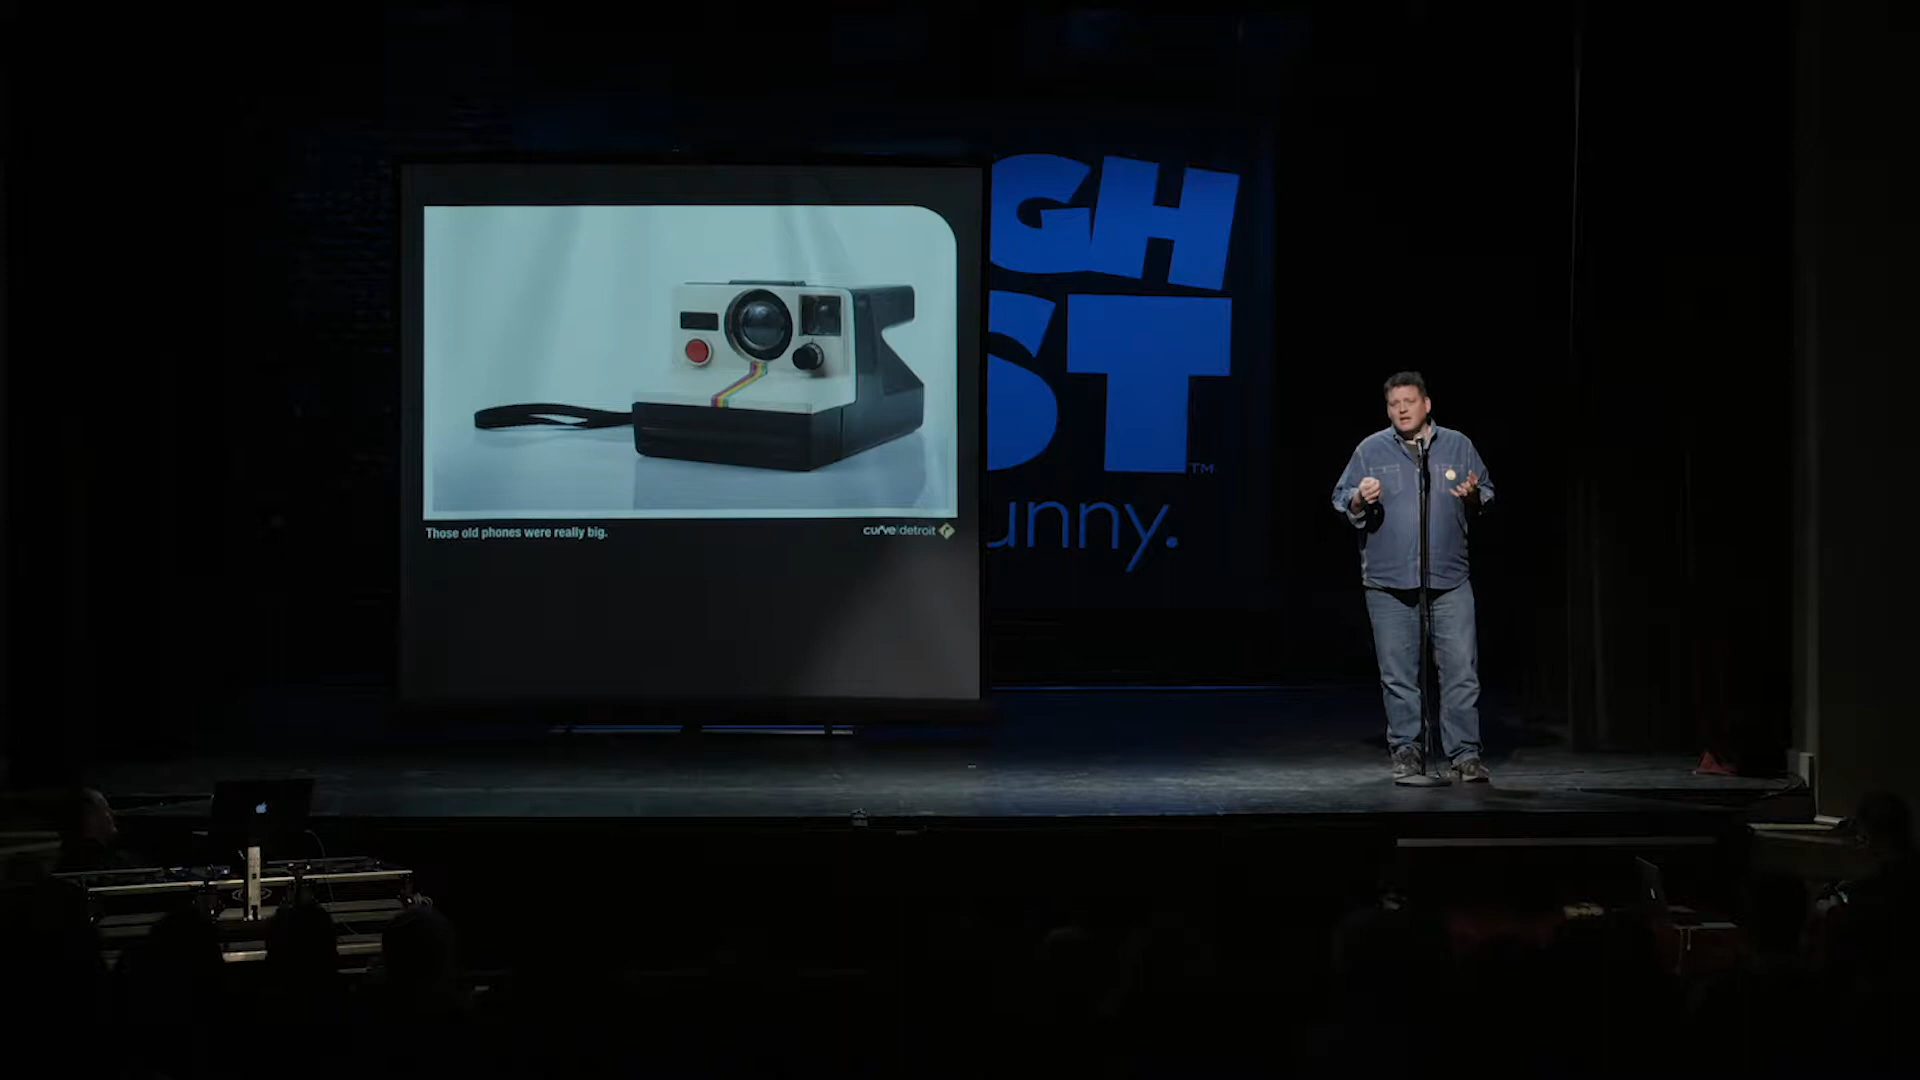 Those old phones were really big.
curve detroit
GH
ST
TM
unny.